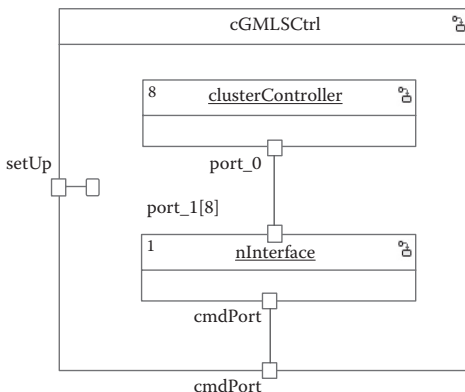 cGMLSCtrl
8
clusterController
port_0
setUp
port_1[8]
1
nInterface
cmdPort
cmdPort